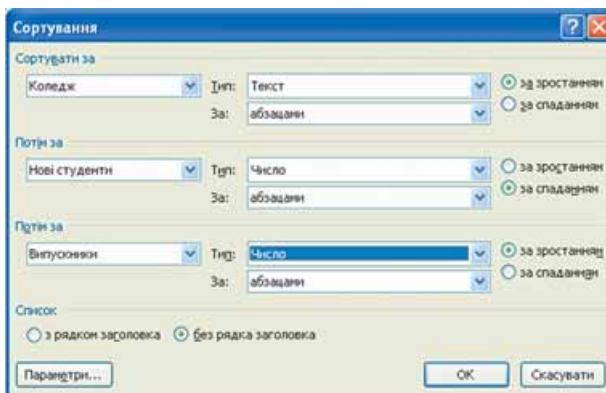 Сортування
Сортувати за
Коледж Тип: Текст за зростанням
За: абзацами за спаданням
Потім за
Нові студенти Тип: Число за зростанням
За: абзацами за спаданням
Потім за
Випускники Тип: Число за зростанням
За: абзацами за спаданням
Список
з рядком заголовка без рядка заголовка
Параметри... ОК Скасувати